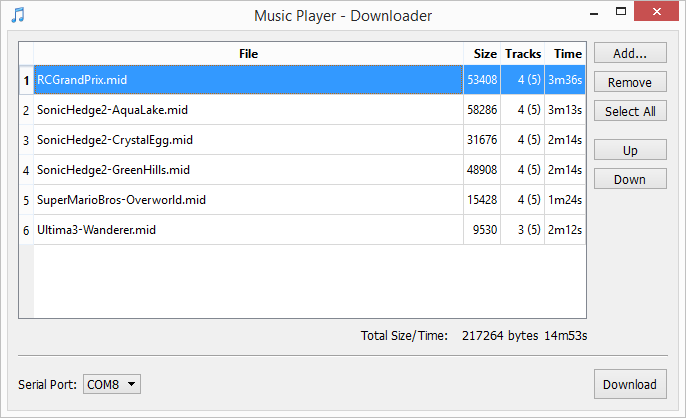 Music Player - Downloader
File Size Tracks Time Add...
1 RCGrandPrix.mid 53408 4 (5) 3m36s Remove
2 SonicHedge2-AquaLake.mid 58286 4 (5) 3m13s Select All
3 SonicHedge2-CrystalEgg.mid 31676 4 (5) 2m14s Up
4 SonicHedge2-GreenHills.mid 48908 4 (5) 2m14s Down
5 SuperMarioBros-Overworld.mid 15428 4 (5) 1m24s
6 Ultima3-Wanderer.mid 9530 3 (5) 2m12s
Total Size/Time: 217264 bytes 14m53s
Serial Port: COM8 Download